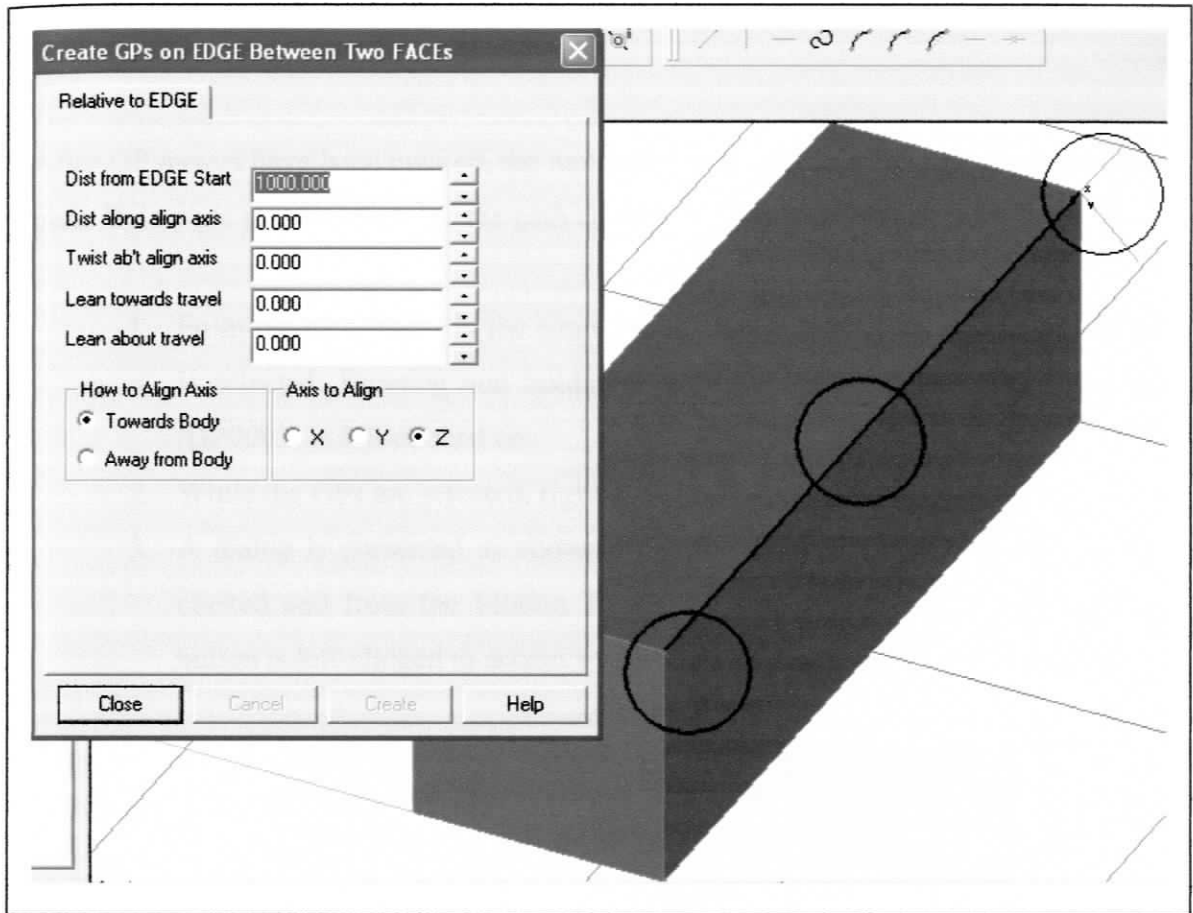 Create GPs on EDGE Between Two FACEs
Relative to EDGE
Dist from EDGE Start 1000.000
Dist along align axis 0.000
Twist ab't align axis 0.000
Lean towards travel 0.000
Lean about travel 0.000
How to Align Axis Axis to Align
Towards Body X Y Z
Away from Body
Close Cancel Create Help
x